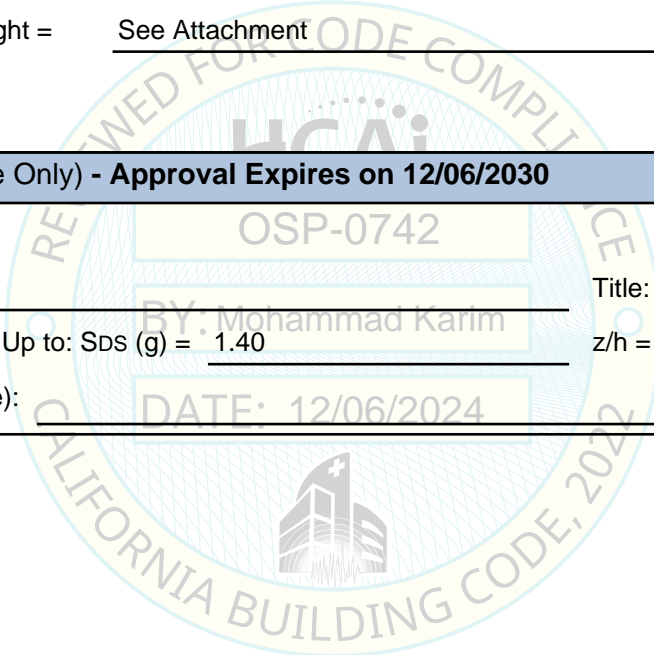 ght = See Attachment
REVIEWED FOR CODE COMPLIANCE
HCAi
e Only) - Approval Expires on 12/06/2030
OSP-0742
Title:
BY: Mohammad Karim
Up to: SDS (g) = 1.40 z/h =
e):
DATE: 12/06/2024
CALIFORNIA BUILDING CODE, 2022